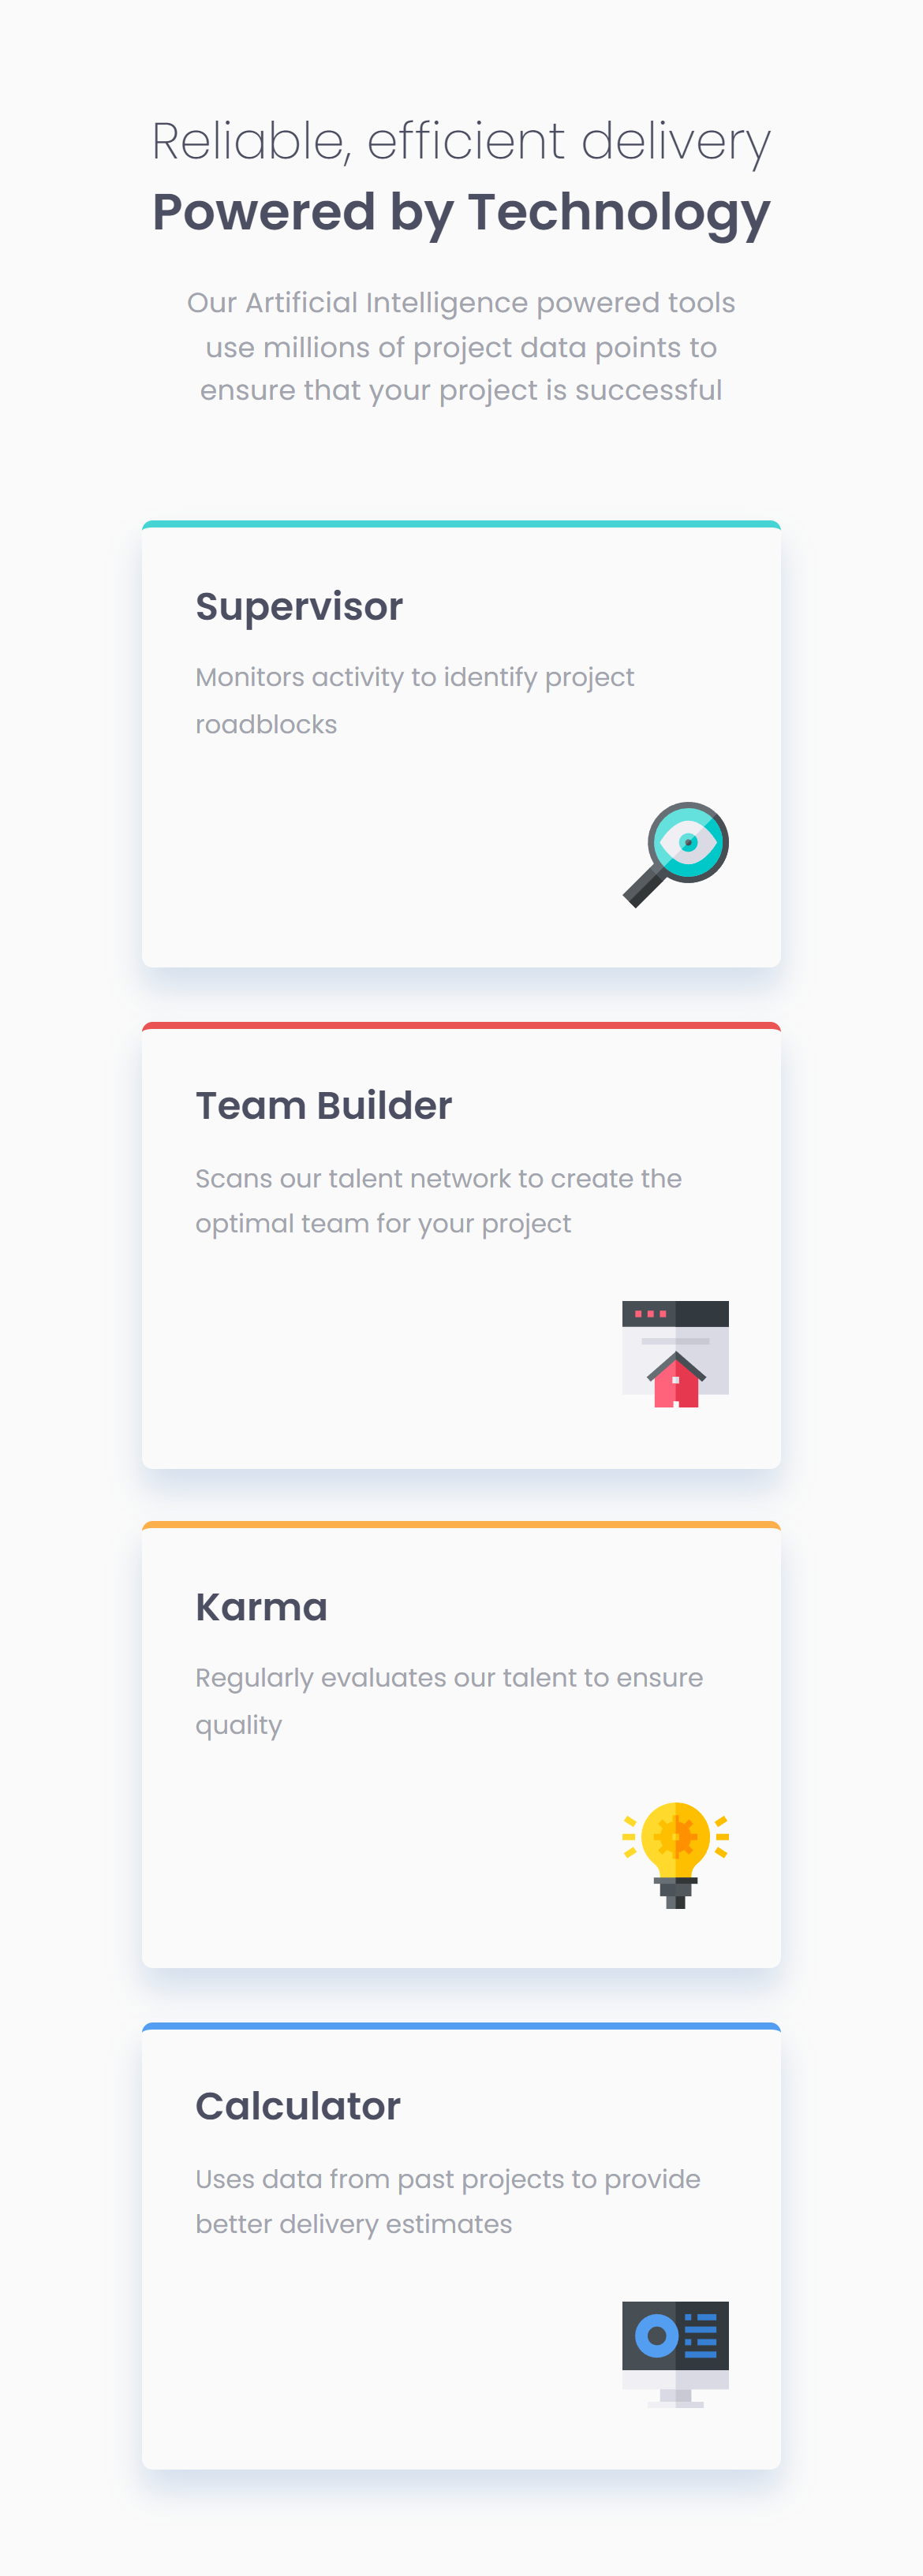 Reliable, efficient delivery
Powered by Technology
Our Artificial Intelligence powered tools
use millions of project data points to
ensure that your project is successful
Supervisor
Monitors activity to identify project
roadblocks
Team Builder
Scans our talent network to create the
optimal team for your project
Karma
Regularly evaluates our talent to ensure
quality
Calculator
Uses data from past projects to provide
better delivery estimates